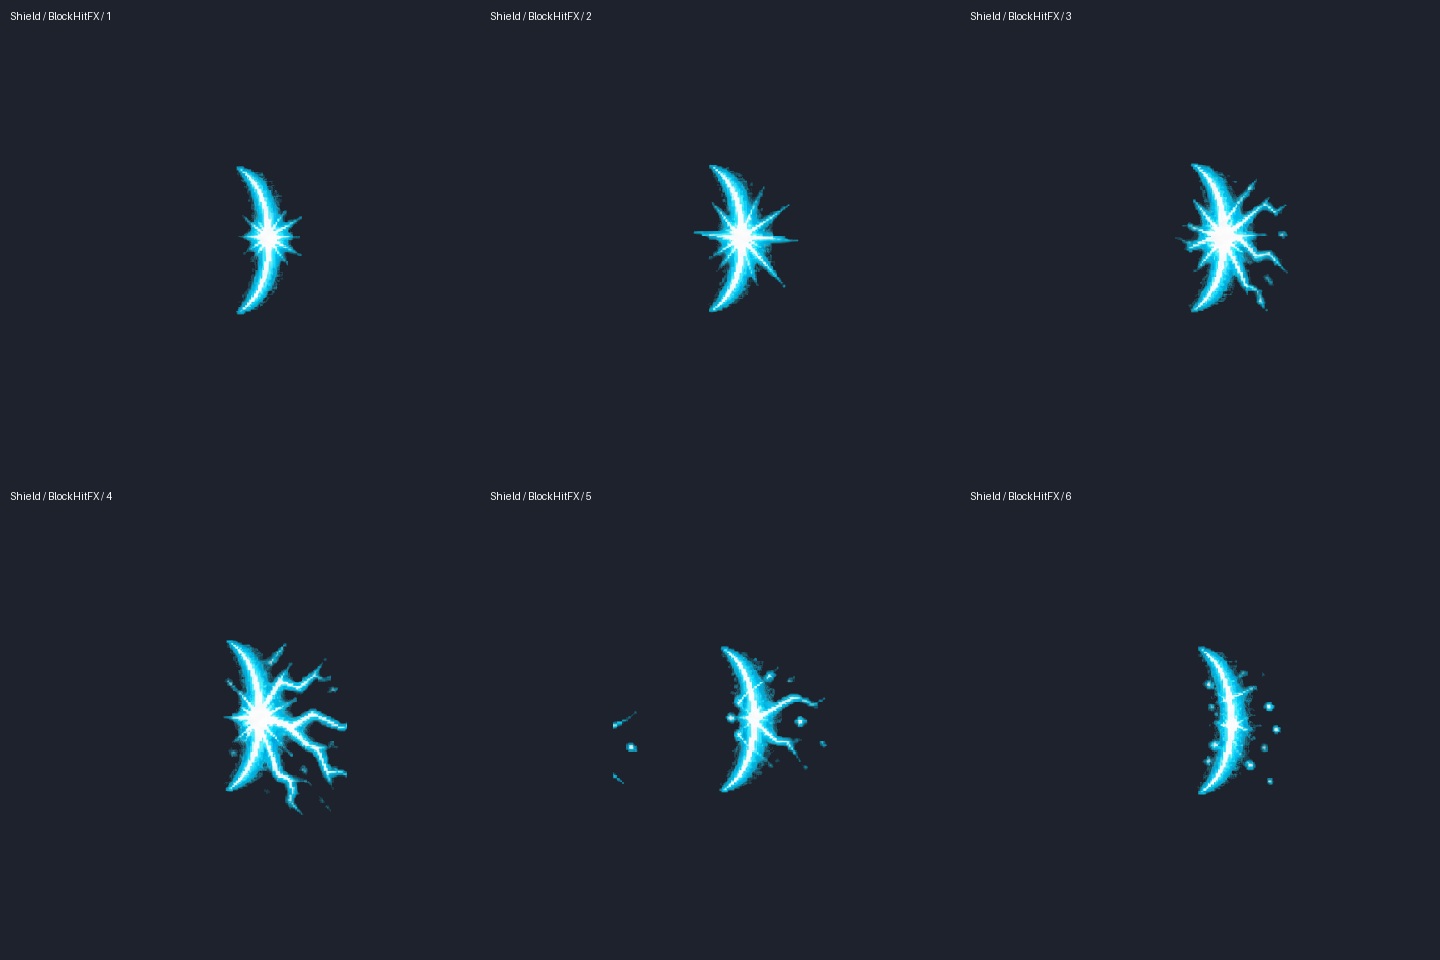 Shield / BlockHitFX / 1
Shield / BlockHitFX / 2
Shield / BlockHitFX / 3
Shield / BlockHitFX / 4
Shield / BlockHitFX / 5
Shield / BlockHitFX / 6